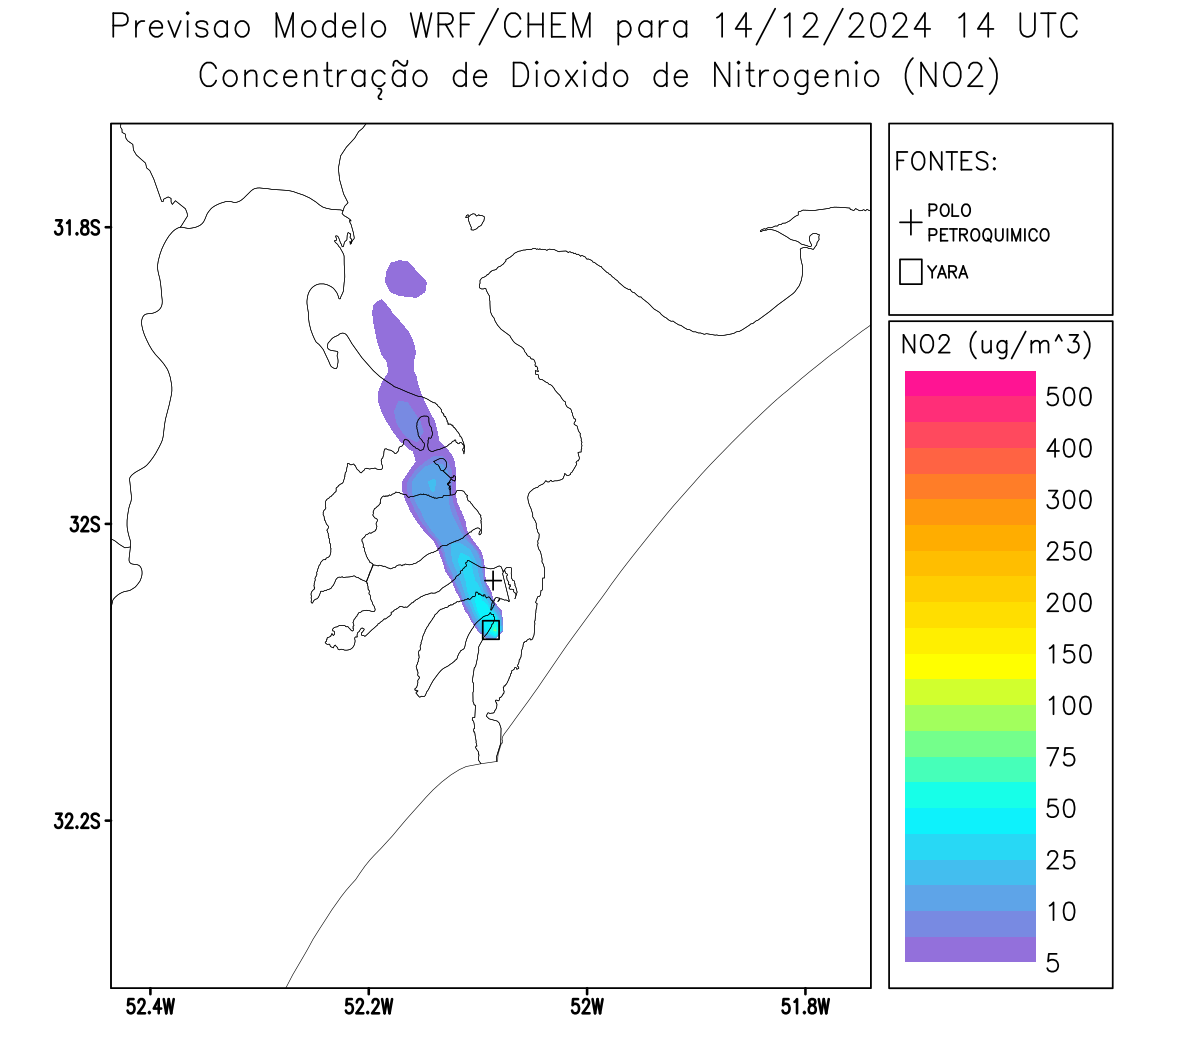 Previsao Modelo WRF/CHEM para 14/12/2024 14 UTC
Concentração de Dioxido de Nitrogenio (NO2)
FONTES:
POLO
PETROQUIMICO
YARA
31.8S
32S
32.2S
52.4W
52.2W
52W
51.8W
NO2 (ug/m^3)
500
400
300
250
200
150
100
75
50
25
10
5